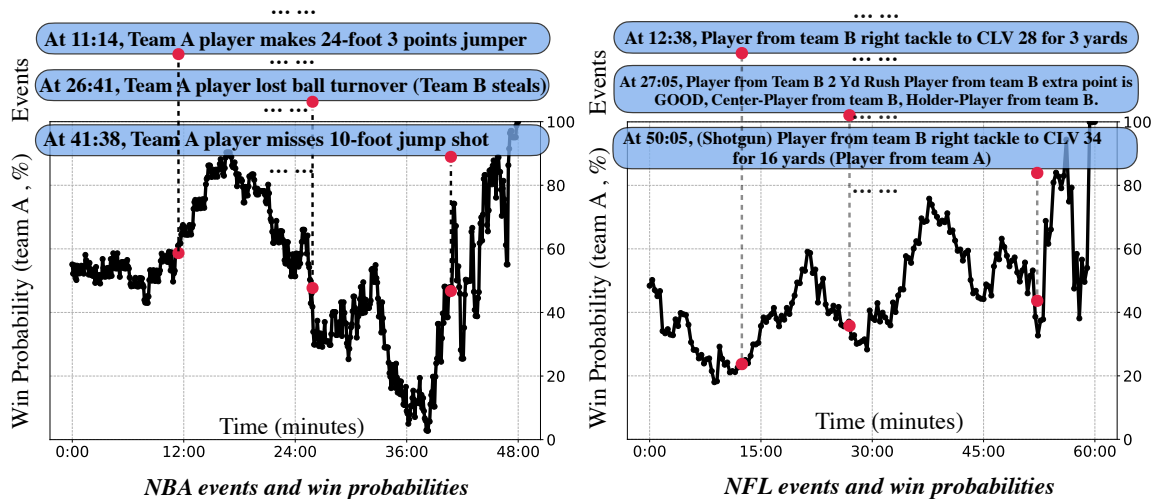 ... ...
At 11:14, Team A player makes 24-foot 3 points jumper
... ...
At 26:41, Team A player lost ball turnover (Team B steals)
... ...
At 41:38, Team A player misses 10-foot jump shot
... ...
Events
Win Probability (team A , %)
100
80
60
40
20
0
Time (minutes)
0:00 12:00 24:00 36:00 48:00
NBA events and win probabilities
... ...
At 12:38, Player from team B right tackle to CLV 28 for 3 yards
... ...
At 27:05, Player from Team B 2 Yd Rush Player from team B extra point is
GOOD, Center-Player from team B, Holder-Player from team B.
... ...
At 50:05, (Shotgun) Player from team B right tackle to CLV 34
for 16 yards (Player from team A)
... ...
Events
Win Probability (team A, %)
100
80
60
40
20
0
Time (minutes)
0:00 15:00 30:00 45:00 60:00
NFL events and win probabilities